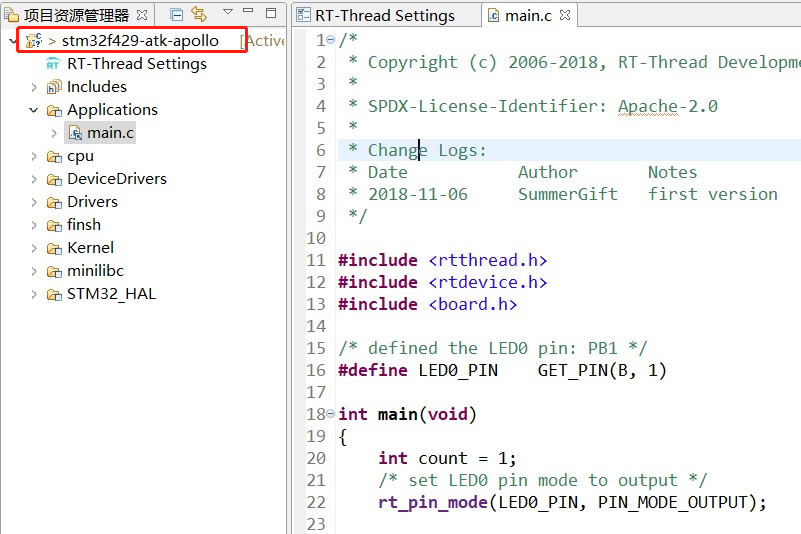 项目资源管理器
RT-Thread Settings
main.c
> stm32f429-atk-apollo [Active
RT-Thread Settings
Includes
Applications
main.c
cpu
DeviceDrivers
Drivers
finsh
Kernel
minilibc
STM32_HAL
1 /*
2 * Copyright (c) 2006-2018, RT-Thread Developme
3 *
4 * SPDX-License-Identifier: Apache-2.0
5 *
6 * Change Logs:
7 * Date Author Notes
8 * 2018-11-06 SummerGift first version
9 */
10
11 #include <rtthread.h>
12 #include <rtdevice.h>
13 #include <board.h>
14
15 /* defined the LED0 pin: PB1 */
16 #define LED0_PIN GET_PIN(B, 1)
17
18 int main(void)
19 {
20 int count = 1;
21 /* set LED0 pin mode to output */
22 rt_pin_mode(LED0_PIN, PIN_MODE_OUTPUT);
23